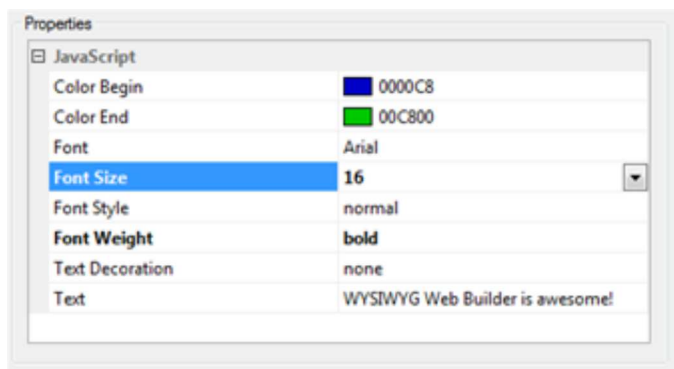 Properties
JavaScript
Color Begin 0000C8
Color End 00C800
Font Arial
Font Size 16
Font Style normal
Font Weight bold
Text Decoration none
Text WYSIWYG Web Builder is awesome!